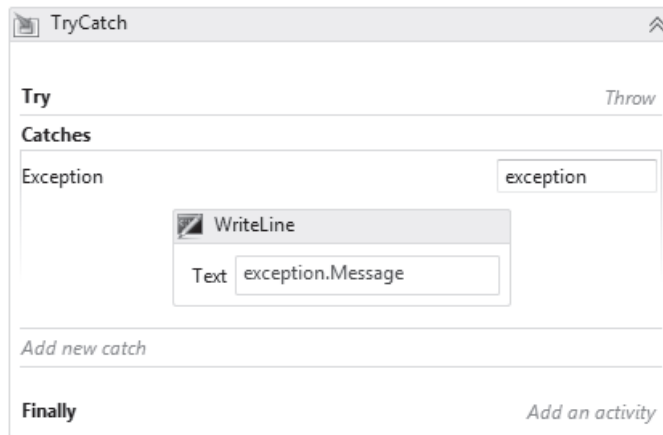 TryCatch
Try Throw
Catches
Exception exception
WriteLine
Text exception.Message
Add new catch
Finally Add an activity